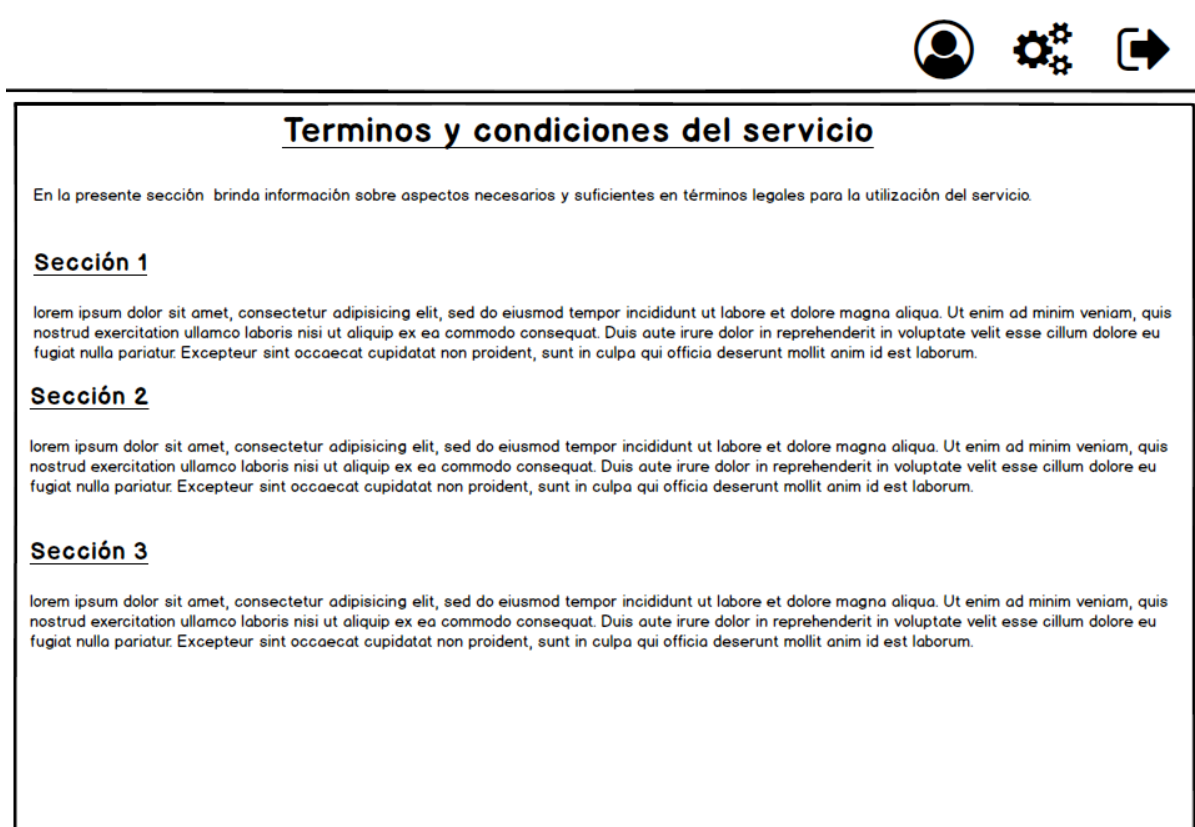 Terminos y condiciones del servicio
En la presente sección  brinda información sobre aspectos necesarios y suficientes en términos legales para la utilización del servicio.
Sección 1
lorem ipsum dolor sit amet, consectetur adipisicing elit, sed do eiusmod tempor incididunt ut labore et dolore magna aliqua. Ut enim ad minim veniam, quis
nostrud exercitation ullamco laboris nisi ut aliquip ex ea commodo consequat. Duis aute irure dolor in reprehenderit in voluptate velit esse cillum dolore eu
fugiat nulla pariatur. Excepteur sint occaecat cupidatat non proident, sunt in culpa qui officia deserunt mollit anim id est laborum.
Sección 2
lorem ipsum dolor sit amet, consectetur adipisicing elit, sed do eiusmod tempor incididunt ut labore et dolore magna aliqua. Ut enim ad minim veniam, quis
nostrud exercitation ullamco laboris nisi ut aliquip ex ea commodo consequat. Duis aute irure dolor in reprehenderit in voluptate velit esse cillum dolore eu
fugiat nulla pariatur. Excepteur sint occaecat cupidatat non proident, sunt in culpa qui officia deserunt mollit anim id est laborum.
Sección 3
lorem ipsum dolor sit amet, consectetur adipisicing elit, sed do eiusmod tempor incididunt ut labore et dolore magna aliqua. Ut enim ad minim veniam, quis
nostrud exercitation ullamco laboris nisi ut aliquip ex ea commodo consequat. Duis aute irure dolor in reprehenderit in voluptate velit esse cillum dolore eu
fugiat nulla pariatur. Excepteur sint occaecat cupidatat non proident, sunt in culpa qui officia deserunt mollit anim id est laborum.